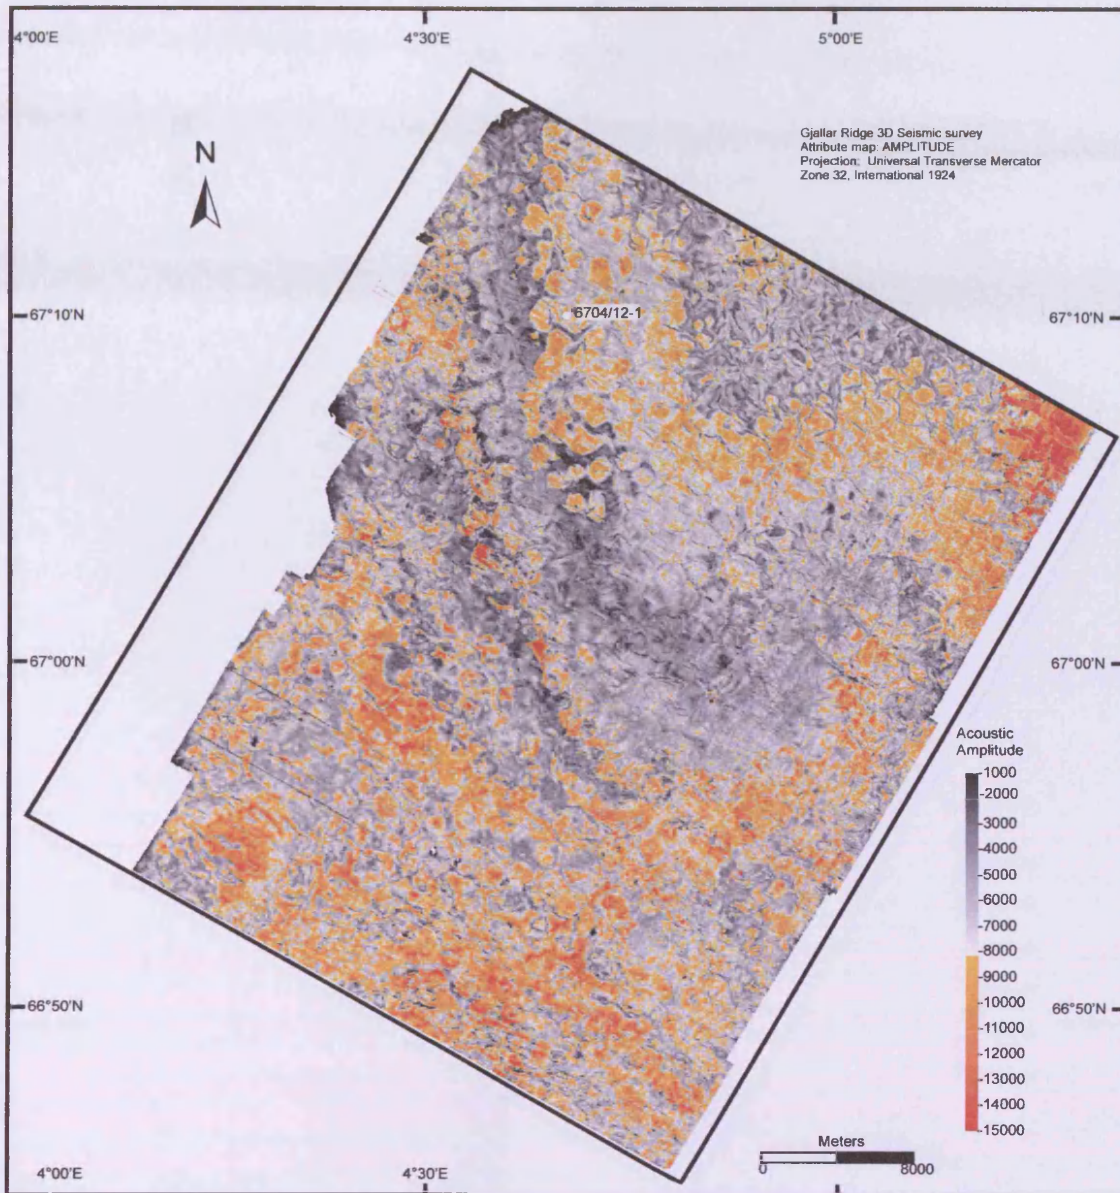 4°00'E
4°30'E
5°00'E
Gjallar Ridge 3D Seismic survey
Attribute map: AMPLITUDE
Projection: Universal Transverse Mercator
Zone 32, International 1924
N
67°10'N
67°10'N
6704/12-1
67°00'N
67°00'N
Acoustic
Amplitude
-1000
-2000
-3000
-4000
-5000
-6000
-7000
-8000
-9000
-10000
-11000
-12000
-13000
-14000
-15000
66°50'N
66°50'N
Meters
0
8000
4°00'E
4°30'E